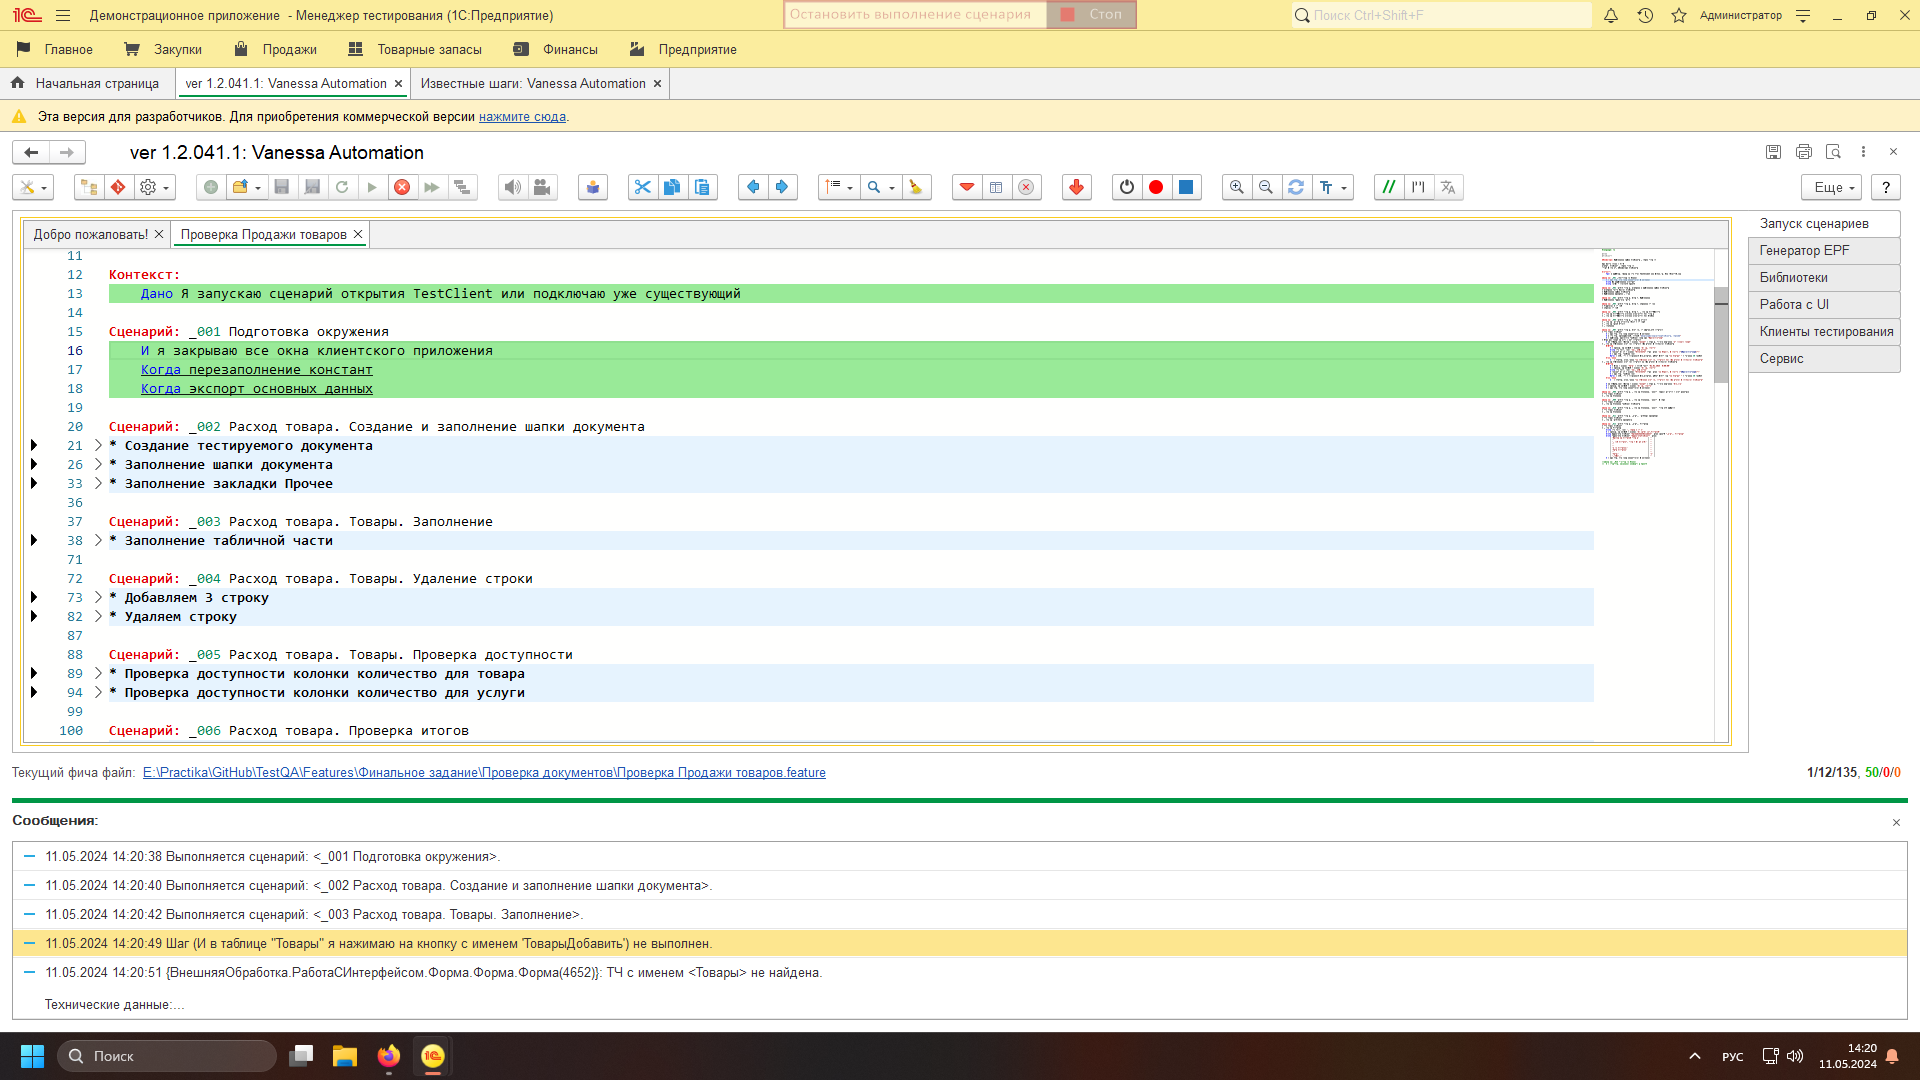 Демонстрационное приложение - Менеджер тестирования (1С:Предприятие)
Остановить выполнение сценария Стоп
Поиск Ctrl+Shift+F
Администратор
Главное Закупки Продажи Товарные запасы Финансы Предприятие
Начальная страница ver 1.2.041.1: Vanessa Automation Известные шаги: Vanessa Automation
Эта версия для разработчиков. Для приобретения коммерческой версии нажмите сюда.
ver 1.2.041.1: Vanessa Automation
Еще ?
Добро пожаловать! Проверка Продажи товаров
Запуск сценариев
Генератор EPF
Библиотеки
Работа с UI
Клиенты тестирования
Сервис
11
12 Контекст:
13 Дано Я запускаю сценарий открытия TestClient или подключаю уже существующий
14
15 Сценарий: _001 Подготовка окружения
16 И я закрываю все окна клиентского приложения
17 Когда перезаполнение констант
18 Когда экспорт основных данных
19
20 Сценарий: _002 Расход товара. Создание и заполнение шапки документа
21 * Создание тестируемого документа
26 * Заполнение шапки документа
33 * Заполнение закладки Прочее
36
37 Сценарий: _003 Расход товара. Товары. Заполнение
38 * Заполнение табличной части
71
72 Сценарий: _004 Расход товара. Товары. Удаление строки
73 * Добавляем 3 строку
82 * Удаляем строку
87
88 Сценарий: _005 Расход товара. Товары. Проверка доступности
89 * Проверка доступности колонки количество для товара
94 * Проверка доступности колонки количество для услуги
99
100 Сценарий: _006 Расход товара. Проверка итогов
Текущий фича файл: E:\Practika\GitHub\TestQA\Features\Финальное задание\Проверка документов\Проверка Продажи товаров.feature
1/12/135, 50/0/0
Сообщения:
11.05.2024 14:20:38 Выполняется сценарий: <_001 Подготовка окружения>.
11.05.2024 14:20:40 Выполняется сценарий: <_002 Расход товара. Создание и заполнение шапки документа>.
11.05.2024 14:20:42 Выполняется сценарий: <_003 Расход товара. Товары. Заполнение>.
11.05.2024 14:20:49 Шаг (И в таблице "Товары" я нажимаю на кнопку с именем 'ТоварыДобавить') не выполнен.
11.05.2024 14:20:51 {ВнешняяОбработка.РаботаСИнтерфейсом.Форма.Форма.Форма(4652)}: ТЧ с именем <Товары> не найдена.
Технические данные:...
Поиск
РУС
14:20
11.05.2024